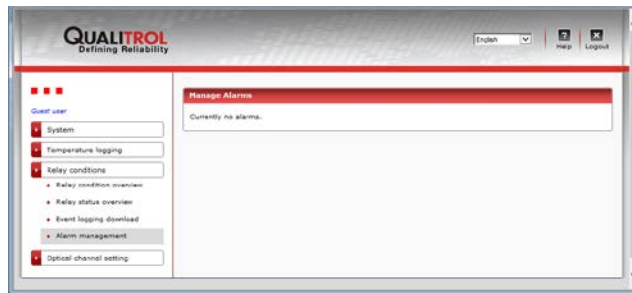 QUALITROL
Defining Reliability
English
Help
Logout
Guest user
System
Temperature logging
Relay conditions
Relay condition overview
Relay status overview
Event logging download
Alarm management
Optical channel setting
Manage Alarms
Currently no alarms.